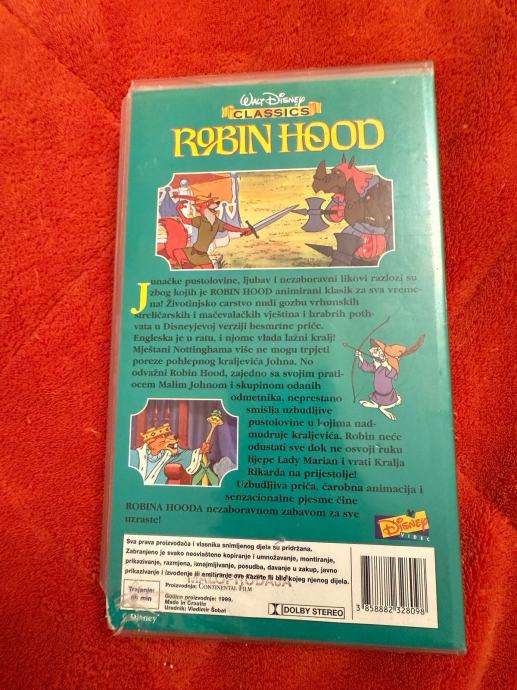 Walt Disney
CLASSICS
ROBIN HOOD
Junačke pustolovine, ljubav i nezaboravni likovi razlozi su
zbog kojih je ROBIN HOOD animirani klasik za sva vreme-
na! Životinjsko carstvo nudi gozbu vrhunskih
streličarskih i mačevalačkih vještina i hrabrih poth-
vata u Disneyjevoj verziji besmrtne priče.
Engleska je u ratu, i njome vlada lažni kralj!
Mještani Nottinghama više ne mogu trpjeti
poreze pohlepnog kraljevića Johna. No
odvažni Robin Hood, zajedno sa svojim prati-
ocem Malim Johnom i skupinom odanih
odmetnika, neprestano
smišlja uzbudljive
pustolovine u kojima nad-
mudruje kraljevića. Robin neće
odustati sve dok ne osvoji ruku
lijepe Lady Marian i vrati Kralja
Rikarda na prijestolje!
Uzbudljiva priča, čarobna animacija i
senzacionalne pjesme čine
ROBINA HOODA nezaboravnom zabavom za sve
uzraste!
DISNEY
VIDEO
Sva prava proizvođača i vlasnika snimljenog djela su pridržana.
Zabranjeno je svako neovlašteno kopiranje i umnožavanje, montiranje,
prikazivanje, razmjena, iznajmljivanje, posudba, davanje u zakup, javno
prikazivanje i izvođenje ili emitiranje ove kasete ili bilo kojeg njenog dijela.
MALOPRODAJA
Trajanje:
min
Proizvodnja: CONTINENTAL FILM
Godina proizvodnje: 1999.
Made in Croatia
Urednik: Vladimir Šobat
DOLBY STEREO
3 858882 328098
Disney